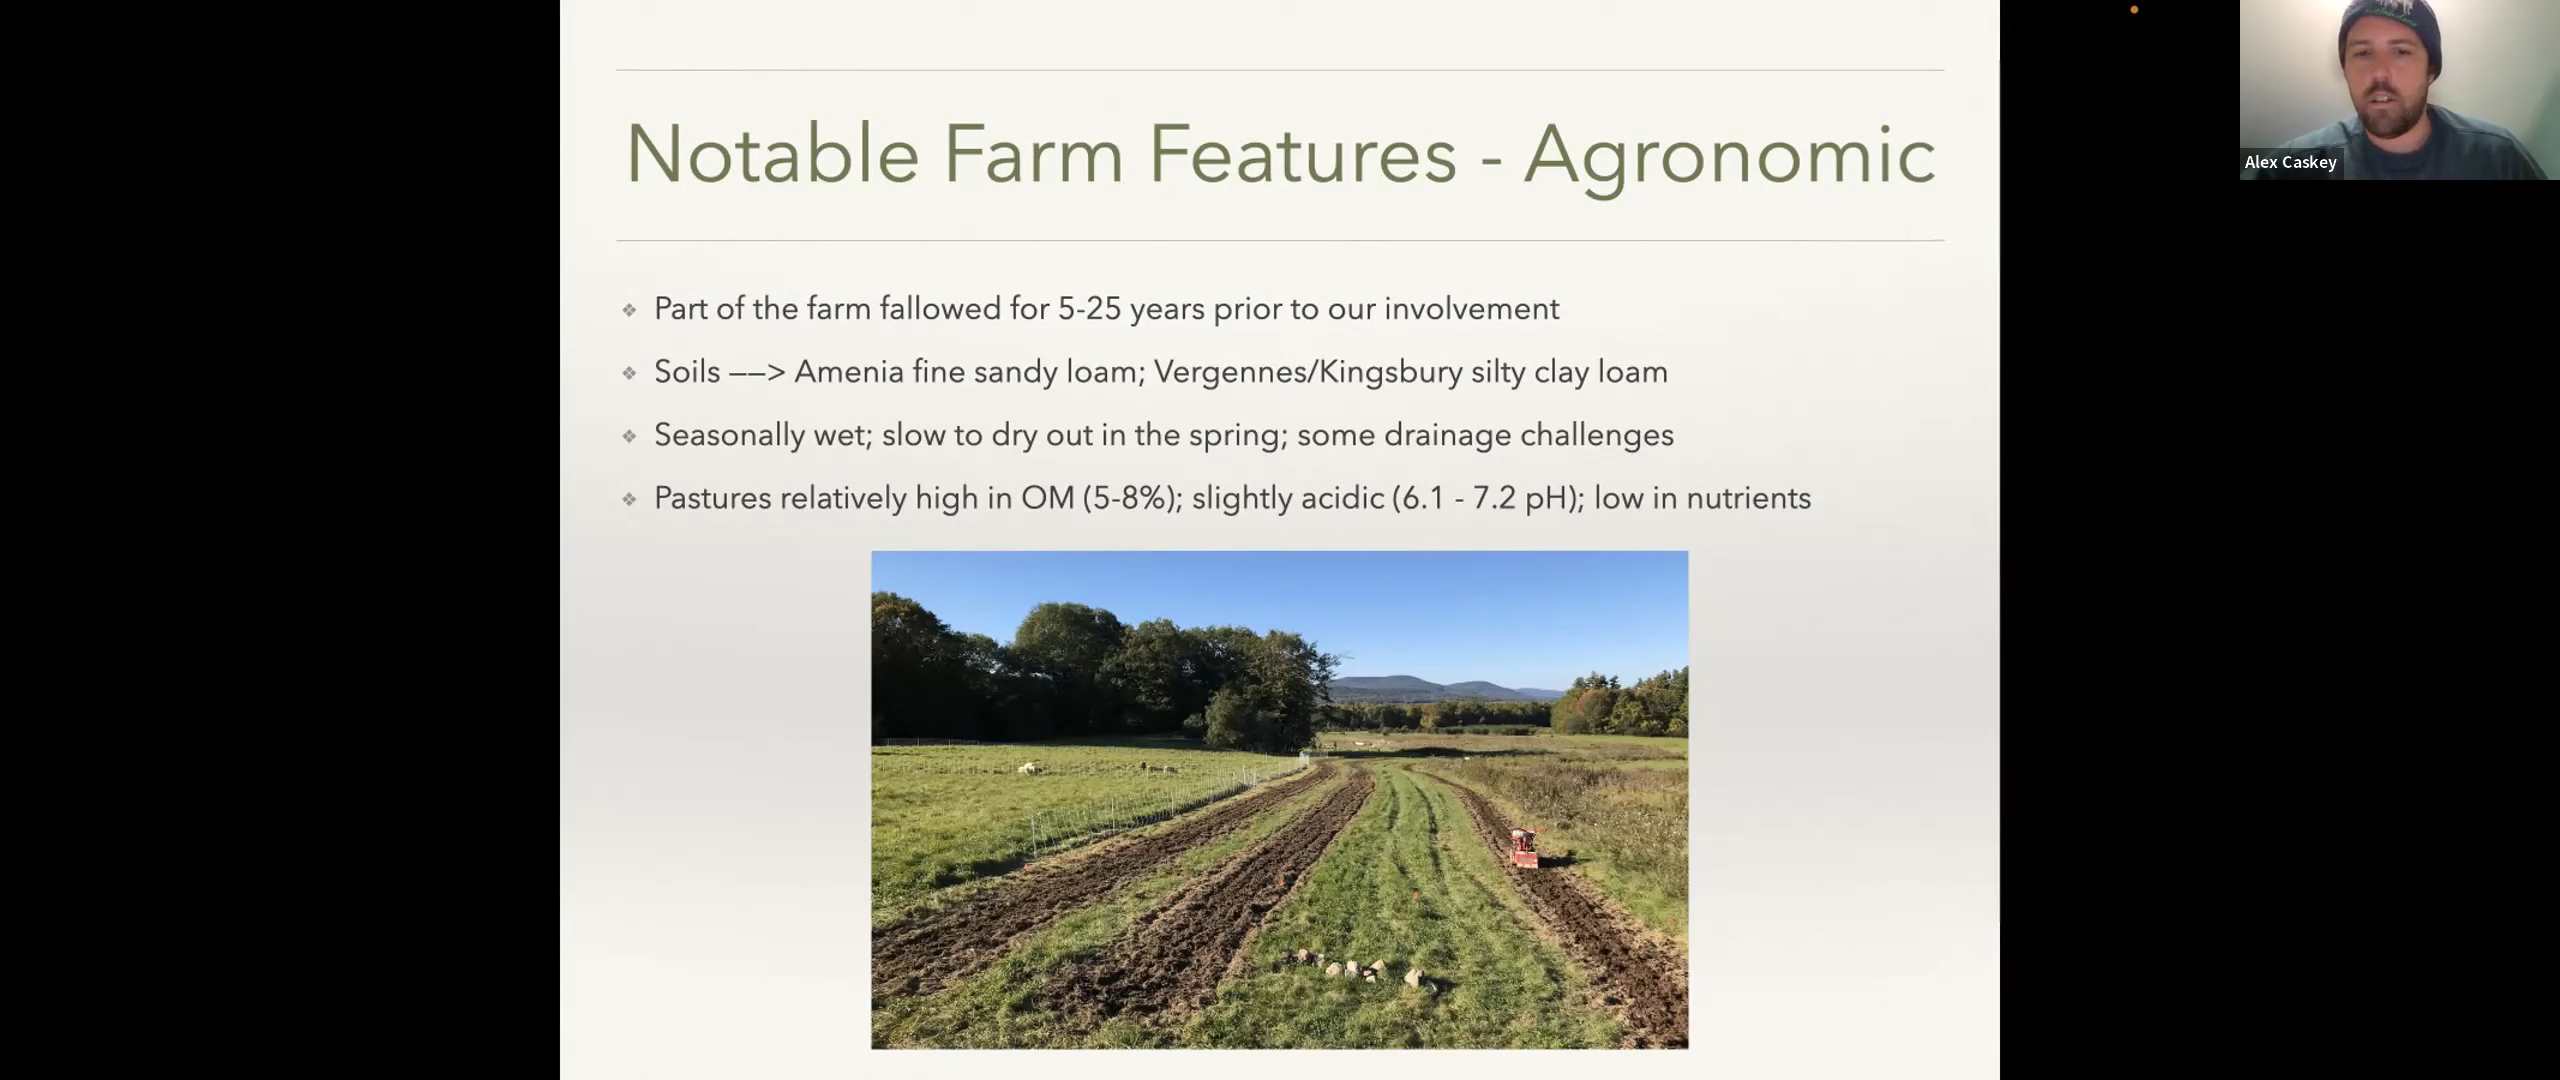 Notable Farm Features - Agronomic
Part of the farm fallowed for 5-25 years prior to our involvement
Soils ––> Amenia fine sandy loam; Vergennes/Kingsbury silty clay loam
Seasonally wet; slow to dry out in the spring; some drainage challenges
Pastures relatively high in OM (5-8%); slightly acidic (6.1 - 7.2 pH); low in nutrients
Alex Caskey